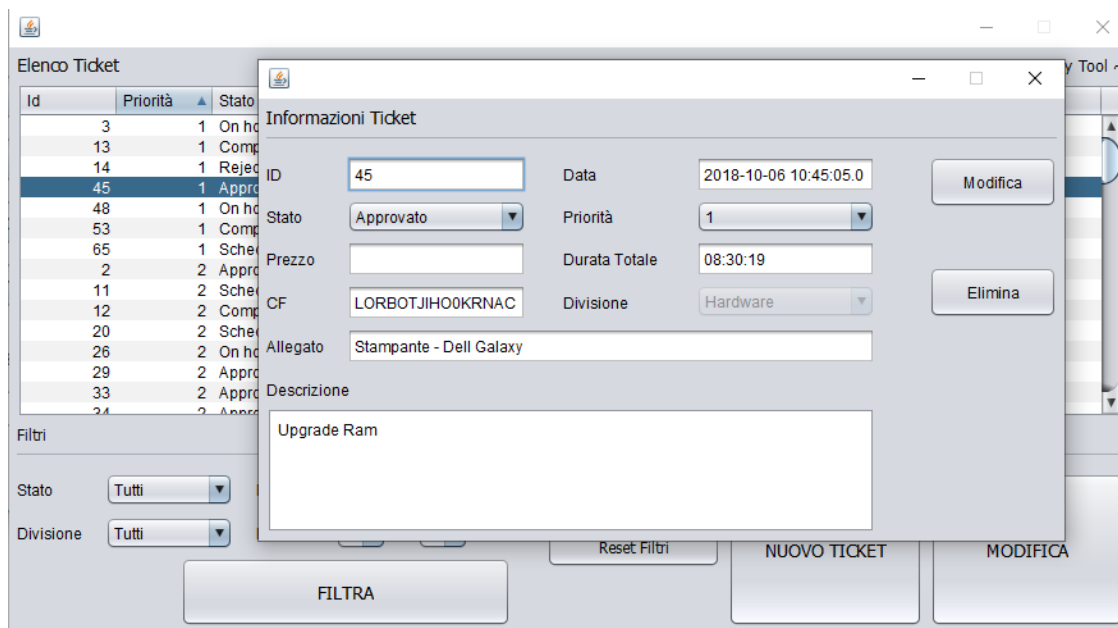 Elenco Ticket
y Tool
Id Priorità Stato
3 1 On ho
13 1 Comp
14 1 Rejec
45 1 Appro
48 1 On ho
53 1 Comp
65 1 Sche
2 2 Appro
11 2 Sche
12 2 Comp
20 2 Sche
26 2 On ho
29 2 Appro
33 2 Appro
34 2 Appro
Informazioni Ticket
ID 45 Data 2018-10-06 10:45:05.0 Modifica
Stato Approvato Priorità 1
Prezzo Durata Totale 08:30:19
CF LORBOTJIHO0KRNAC Divisione Hardware Elimina
Allegato Stampante - Dell Galaxy
Descrizione
Upgrade Ram
Filtri
Stato Tutti
Divisione Tutti
Reset Filtri NUOVO TICKET MODIFICA
FILTRA